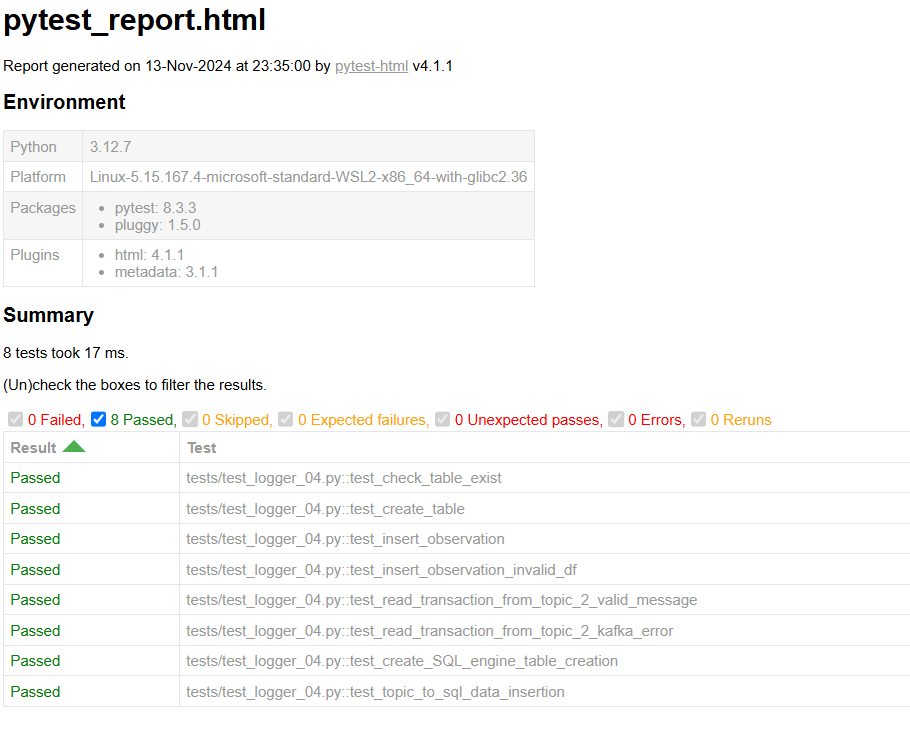 pytest_report.html
Report generated on 13-Nov-2024 at 23:35:00 by pytest-html v4.1.1
Environment
Python 3.12.7
Platform Linux-5.15.167.4-microsoft-standard-WSL2-x86_64-with-glibc2.36
Packages • pytest: 8.3.3
• pluggy: 1.5.0
Plugins • html: 4.1.1
• metadata: 3.1.1
Summary
8 tests took 17 ms.
(Un)check the boxes to filter the results.
0 Failed, 8 Passed, 0 Skipped, 0 Expected failures, 0 Unexpected passes, 0 Errors, 0 Reruns
Result Test
Passed tests/test_logger_04.py::test_check_table_exist
Passed tests/test_logger_04.py::test_create_table
Passed tests/test_logger_04.py::test_insert_observation
Passed tests/test_logger_04.py::test_insert_observation_invalid_df
Passed tests/test_logger_04.py::test_read_transaction_from_topic_2_valid_message
Passed tests/test_logger_04.py::test_read_transaction_from_topic_2_kafka_error
Passed tests/test_logger_04.py::test_create_SQL_engine_table_creation
Passed tests/test_logger_04.py::test_topic_to_sql_data_insertion